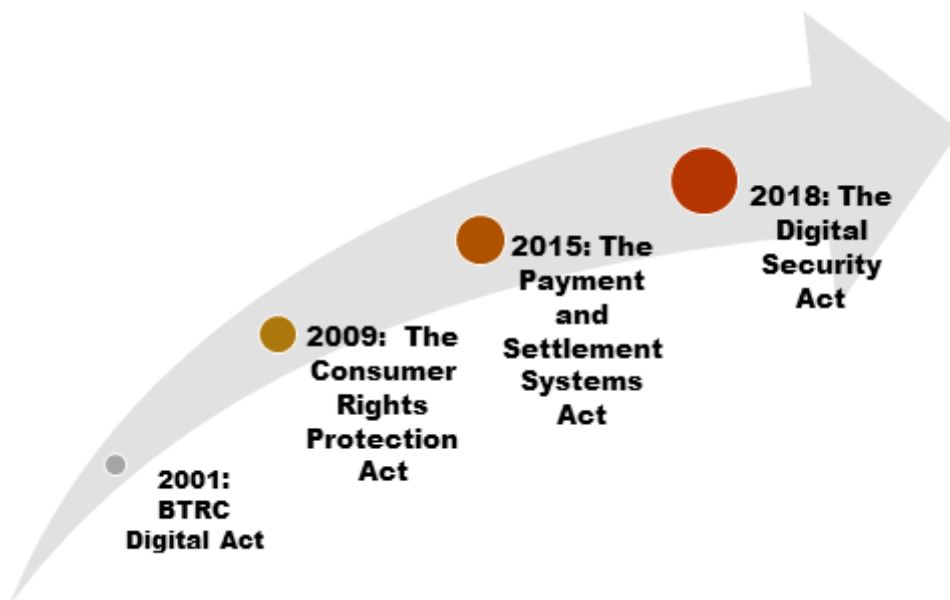 2001:
BTRC
Digital Act
2009: The
Consumer
Rights
Protection
Act
2015: The
Payment
and
Settlement
Systems
Act
2018: The
Digital
Security
Act